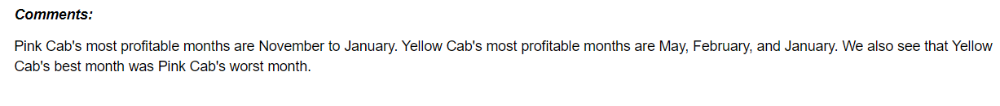 Comments:
Pink Cab's most profitable months are November to January. Yellow Cab's most profitable months are May, February, and January. We also see that Yellow
Cab's best month was Pink Cab's worst month.